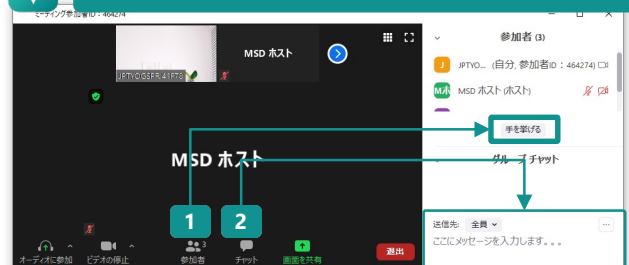 ミーティング参加者ID：464274
MSD ホスト
MSD ホスト
参加者 (3)
J
JPTYO... (自分, 参加者ID：464274)
MSD ホスト (ホスト)
手を挙げる
グループ チャット
1
2
送信先: 全員
ここにメッセージを入力します。。。
オーディオに参加
ビデオの停止
3
参加者
チャット
画面を共有
退出